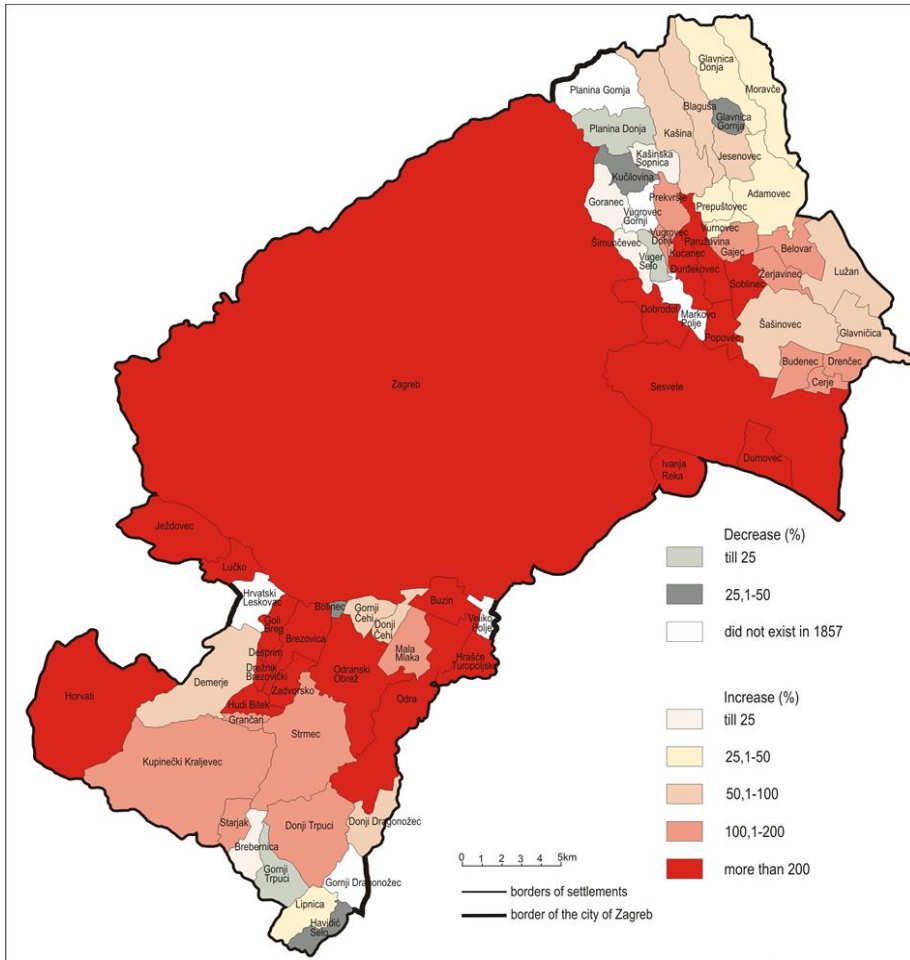 Glavnica
Donja
Moravče
Planina Gornja
Blaguša
Glavnica
Gornja
Planina Donja
Kašina
Kašinska
Sopnica
Jesenovec
Kučilovina
Adamovec
Goranec
Prekvršje
Prepuštovec
Vugrovec
Gornji
Vurnovec
Vugrovec
Donji
Paruževina
Belovar
Šimunčevec
Kučanec
Gajec
Lužan
Vuger
Selo
Đurđekovec
Žerjavinec
Soblinec
Dobrodol
Markovo
Polje
Šašinovec
Glavničica
Popovec
Budenec
Drenčec
Cerje
Zagreb
Sesvete
Dumovec
Ivanja
Reka
Ježdovec
Lučko
Hrvatski
Leskovac
Botinec
Gornji
Čehi
Buzin
Goli
Breg
Brezovica
Donji
Čehi
Veliko
Polje
Desprim
Mala
Mlaka
Hrašće
Turopoljsko
Drežnik
Brezovički
Odranski
Obrež
Demerje
Zadvorsko
Horvati
Hudi Bitek
Odra
Grančari
Strmec
Kupinečki Kraljevec
Starjak
Donji Trpuci
Donji Dragonožec
Brebernica
Gornji
Trpuci
Gornji Dragonožec
Lipnica
Havidić
Selo
Decrease (%)
till 25
25,1-50
did not exist in 1857
Increase (%)
till 25
25,1-50
50,1-100
100,1-200
more than 200
0 1 2 3 4 5km
borders of settlements
border of the city of Zagreb